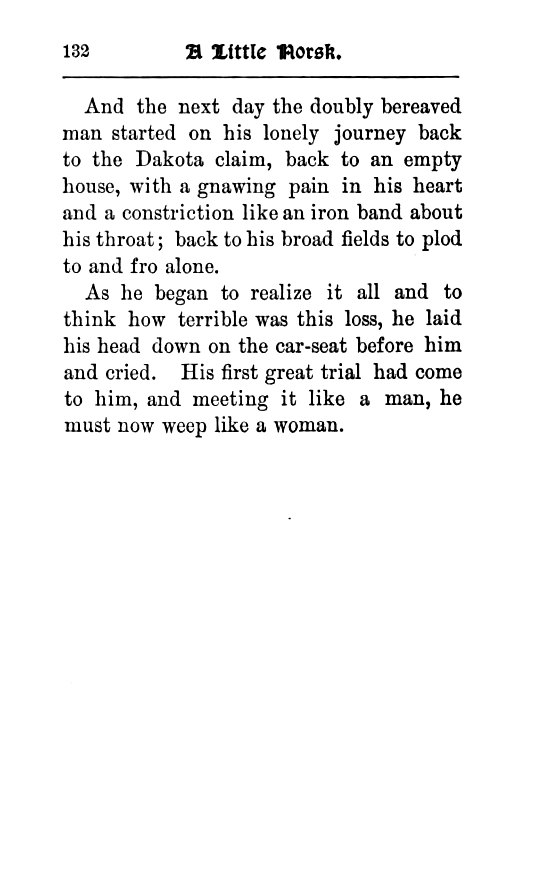 132 A Little Norsk.
And the next day the doubly bereaved
man started on his lonely journey back
to the Dakota claim, back to an empty
house, with a gnawing pain in his heart
and a constriction like an iron band about
his throat; back to his broad fields to plod
to and fro alone.
As he began to realize it all and to
think how terrible was this loss, he laid
his head down on the car-seat before him
and cried. His first great trial had come
to him, and meeting it like a man, he
must now weep like a woman.